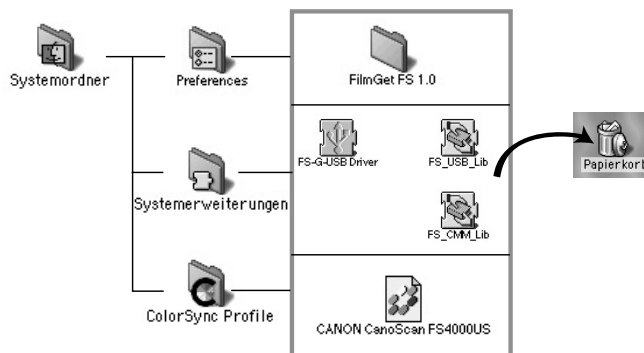 Systemordner
Preferences
FilmGet FS 1.0
FS-G-USB Driver
FS_USB_Lib
Papierkorb
Systemerweiterungen
FS_CMM_Lib
ColorSync Profile
CANON CanoScan FS4000US